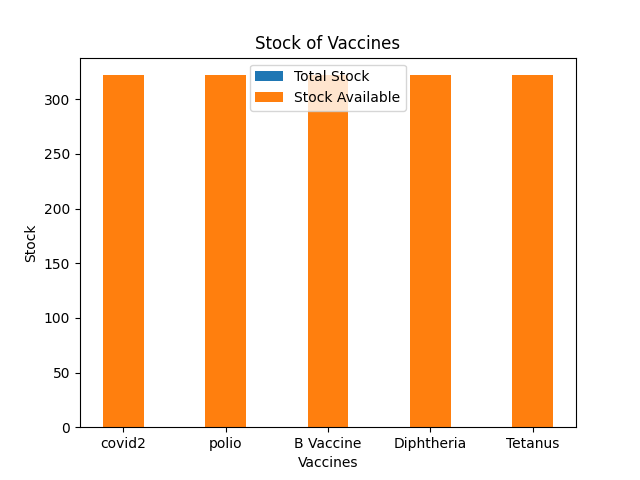 Stock of Vaccines
Total Stock
Stock Available
300
250
200
150
100
50
0
Stock
covid2 polio B Vaccine Diphtheria Tetanus
Vaccines